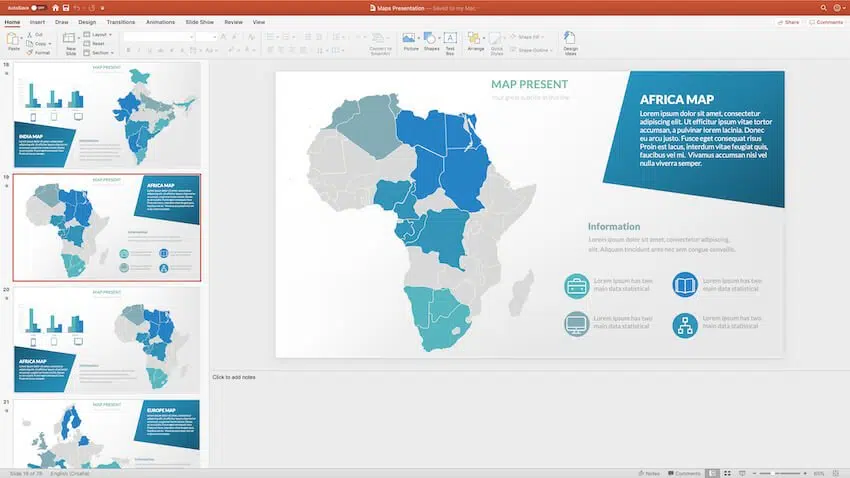 AutoSave OFF
Maps Presentation — Saved to my Mac
Home Insert Draw Design Transitions Animations Slide Show Review View
Share Comments
Paste
Cut
Copy
Format
New Slide
Layout
Reset
Section
Convert to SmartArt
Picture
Shapes
Text Box
Arrange
Quick Styles
Shape Fill
Shape Outline
Design Ideas
18
MAP PRESENT
INDIA MAP
19
MAP PRESENT
AFRICA MAP
20
MAP PRESENT
AFRICA MAP
21
MAP PRESENT
EUROPE MAP
MAP PRESENT
Your great subtitle in this line
AFRICA MAP
Lorem ipsum dolor sit amet, consectetur
adipiscing elit. Ut efficitur ipsum vitae tortor
accumsan, a pulvinar lorem lacinia. Donec
eu arcu justo. Fusce eget consequat risus
Proin est lacus, interdum vitae feugiat quis,
faucibus vel mi. Vivamus accumsan nisl vel
nulla viverra semper.
Information
Lorem ipsum dolor sit amet, consectetur adipiscing,
elit. Aliquam tincidunt ante nec sem congue convallis.
Lorem ipsum has two
main data statistical
Lorem ipsum has two
main data statistical
Lorem ipsum has two
main data statistical
Lorem ipsum has two
main data statistical
Click to add notes
Slide 19 of 78 English (Croatia)
Notes Comments